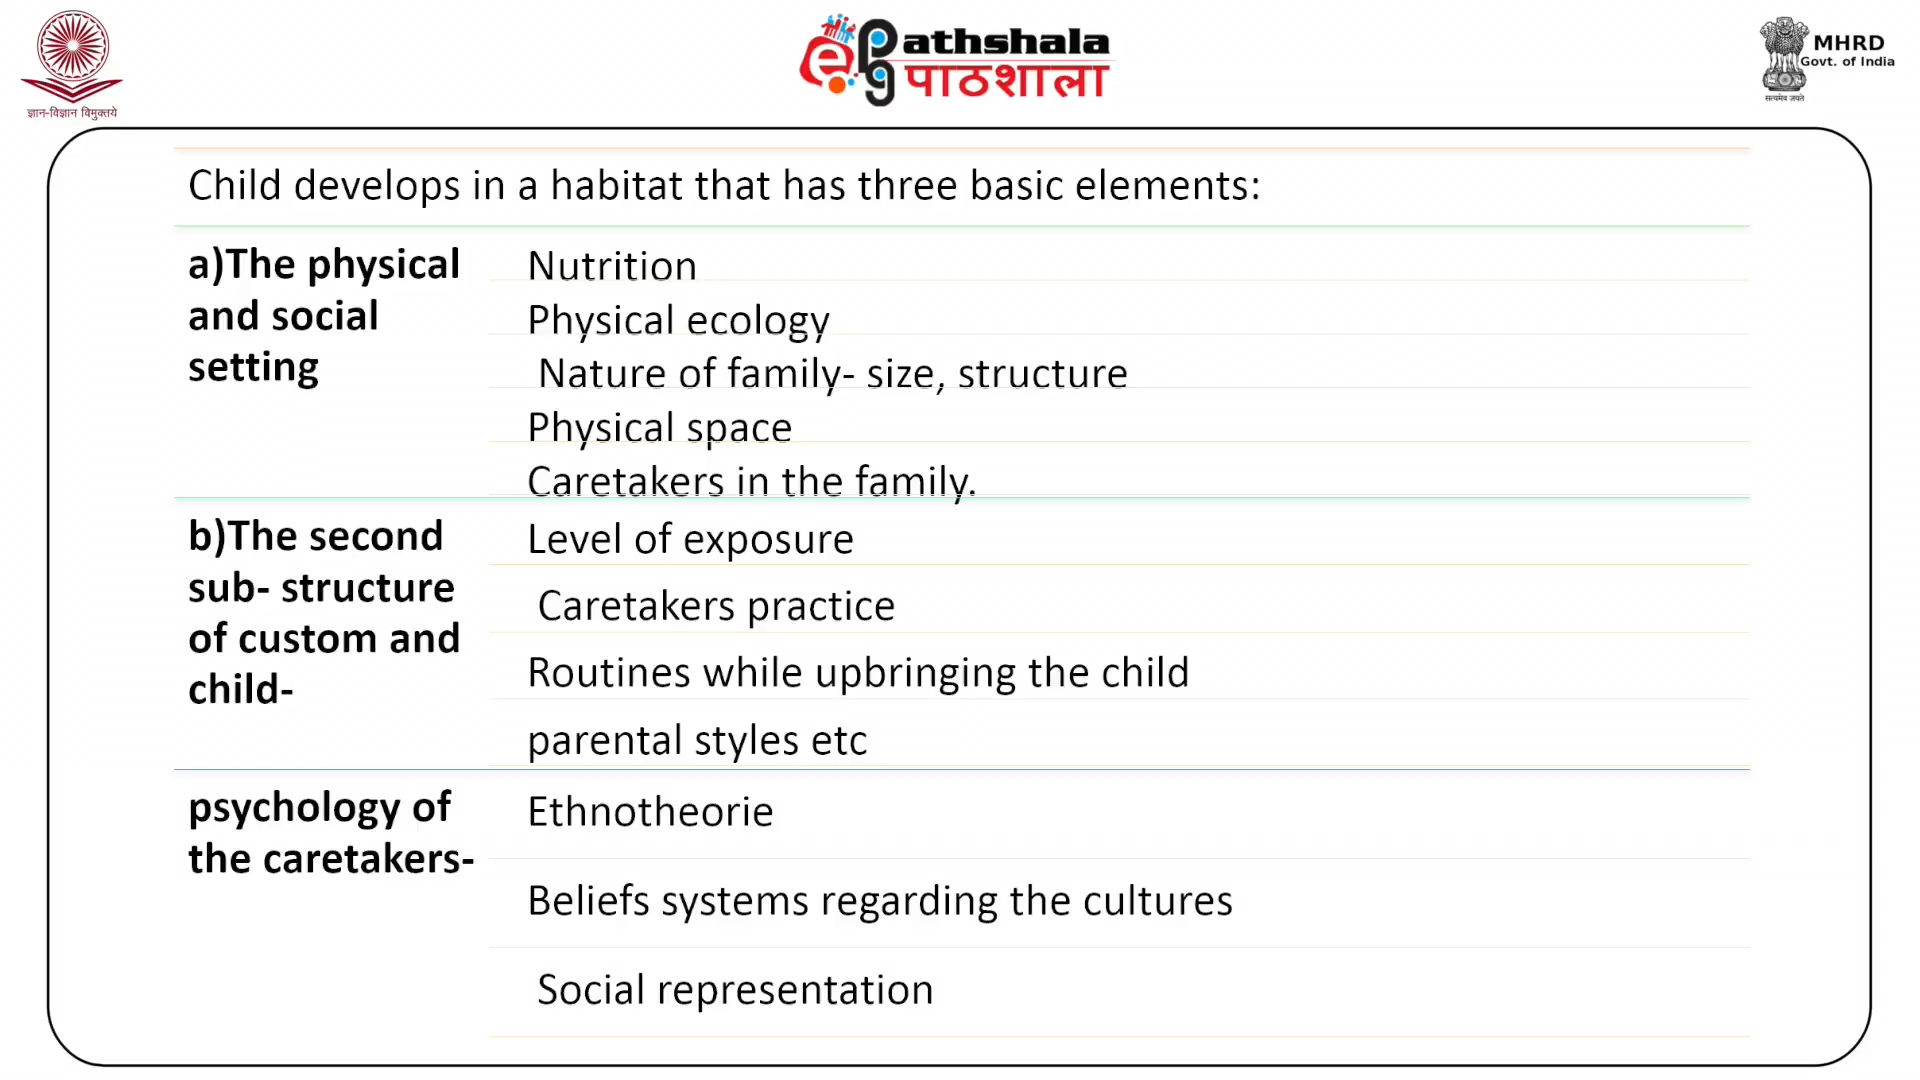 ज्ञान-विज्ञान विमुक्तये
e PG athshala
पाठशाला
MHRD
Govt. of India
सत्यमेव जयते
Child develops in a habitat that has three basic elements:
a)The physical
and social
setting
Nutrition
Physical ecology
Nature of family- size, structure
Physical space
Caretakers in the family.
b)The second
sub- structure
of custom and
child-
Level of exposure
Caretakers practice
Routines while upbringing the child
parental styles etc
psychology of
the caretakers-
Ethnotheorie
Beliefs systems regarding the cultures
Social representation